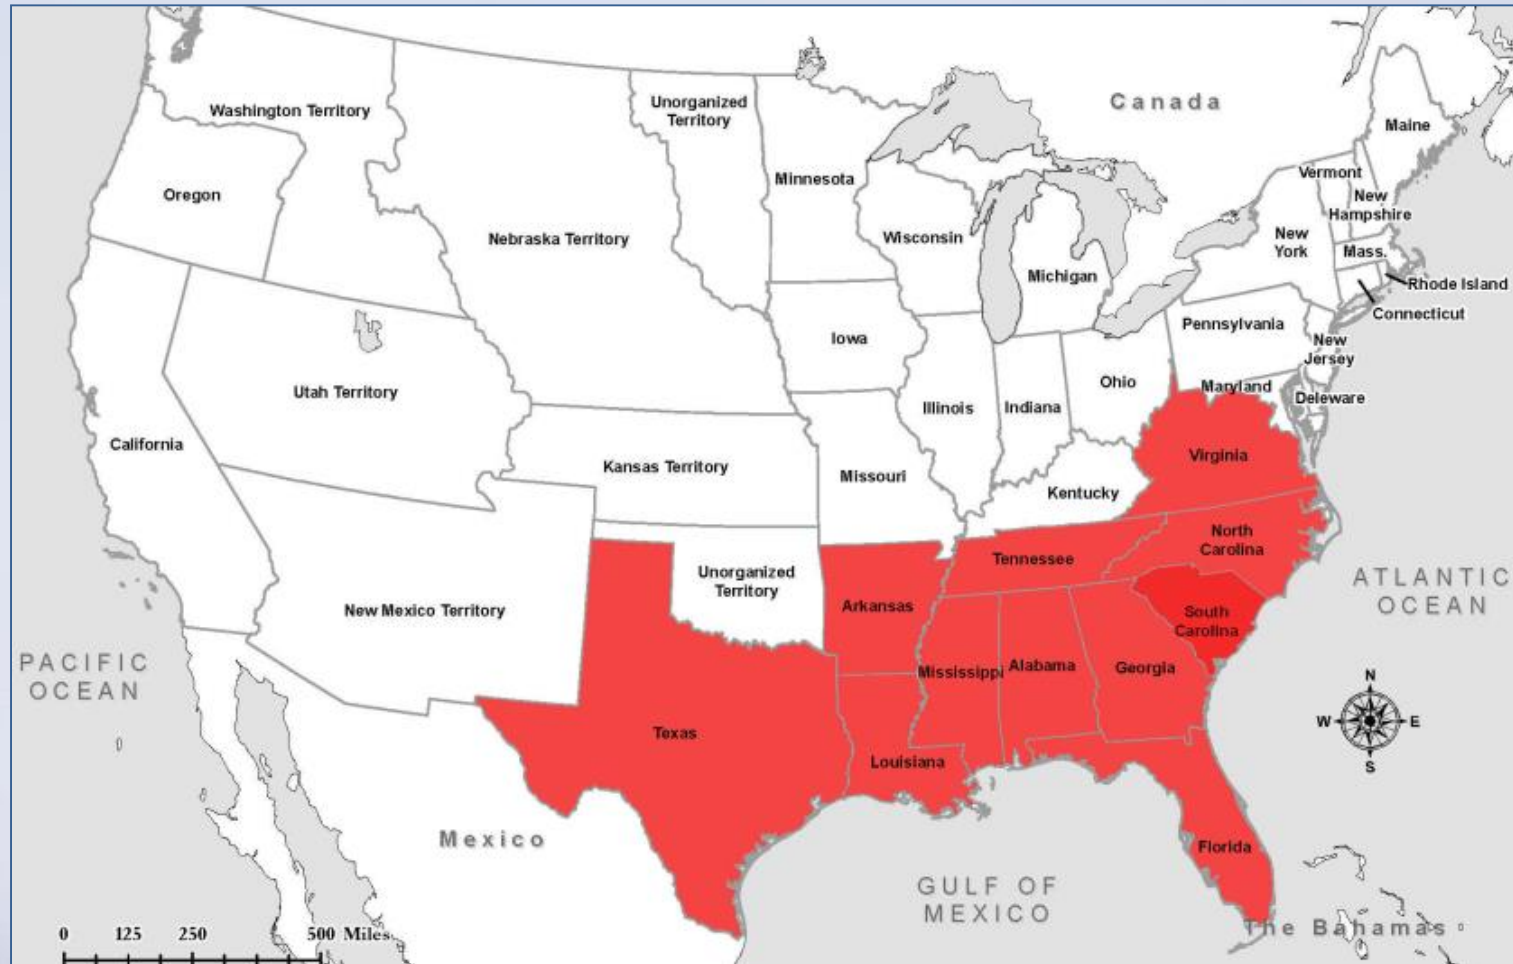 Canada
Washington Territory
Unorganized
Territory
Maine
Minnesota
Vermont
Oregon
New
Hampshire
Nebraska Territory
Wisconsin
New
York
Mass.
Michigan
Rhode Island
Connecticut
Pennsylvania
Iowa
New
Jersey
Utah Territory
Ohio
Maryland
Deleware
Illinois
Indiana
California
Virginia
Kansas Territory
Missouri
Kentucky
North
Carolina
Tennessee
Unorganized
Territory
ATLANTIC
OCEAN
Arkansas
New Mexico Territory
South
Carolina
PACIFIC
OCEAN
Mississippi
Alabama
Georgia
N
W
E
S
Texas
Louisiana
Mexico
Florida
GULF OF
MEXICO
The Bahamas
0 125 250 500 Miles